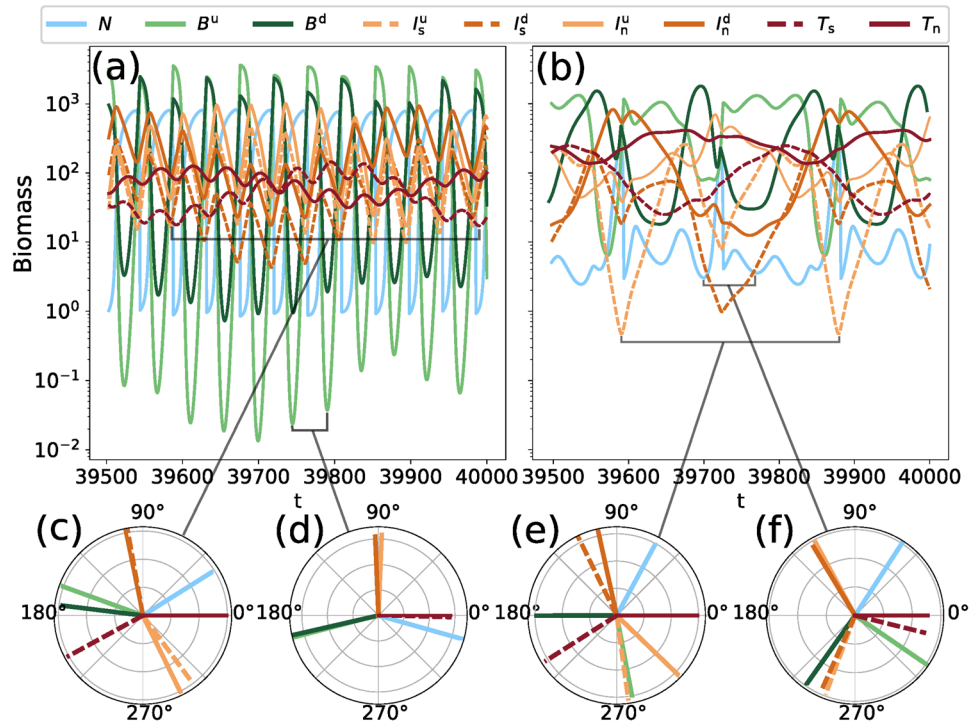 N B^u B^d I_s^u I_s^d I_n^u I_n^d T_s T_n
(a) (b)
Biomass
10^3
10^2
10^1
10^0
10^−1
10^−2
39500 39600 39700 39800 39900 40000 39500 39600 39700 39800 39900 40000
t t
(c) 90° (d) 90° (e) 90° (f) 90°
180° 0° 180° 0° 180° 0° 180° 0°
270° 270° 270° 270°